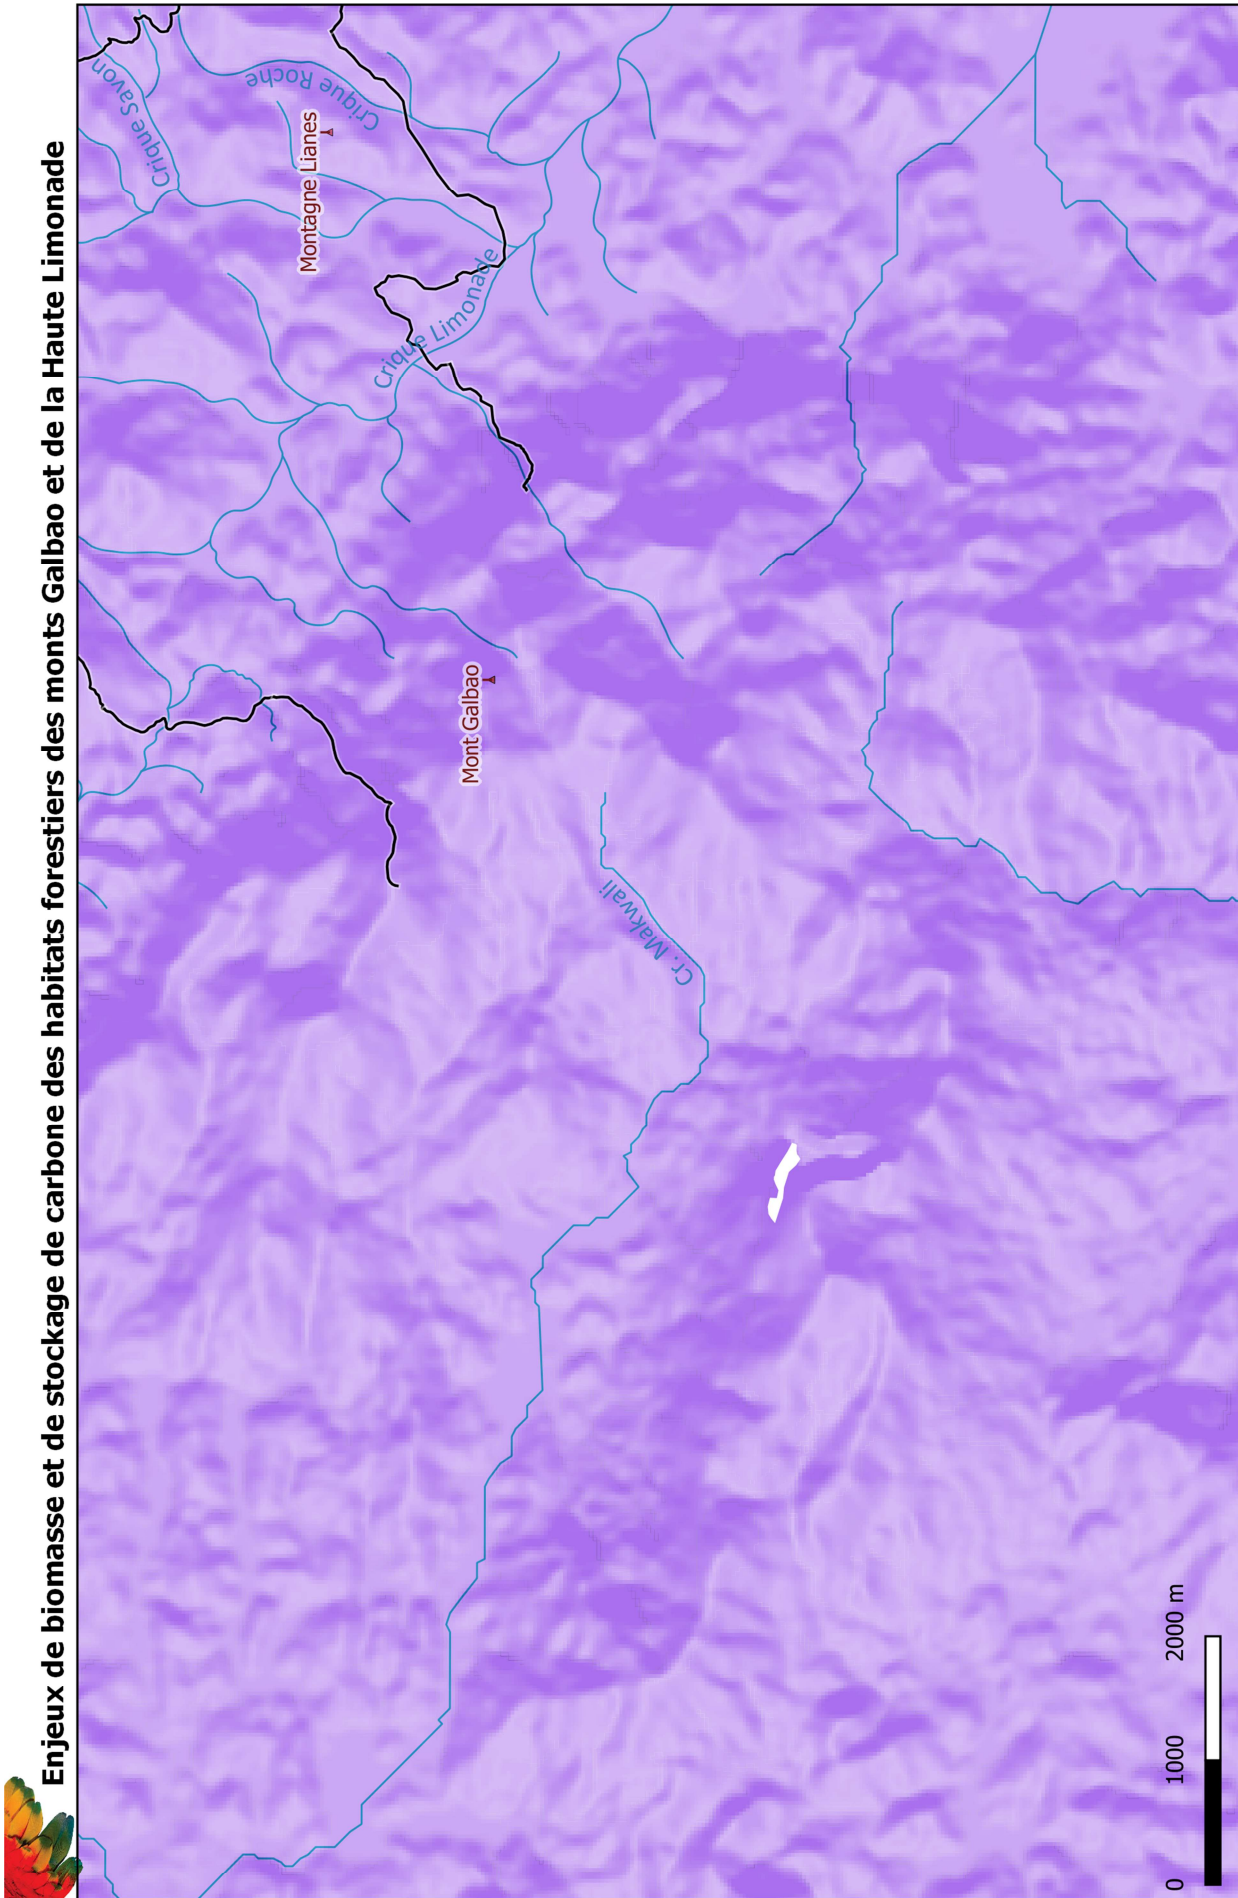 Enjeux de biomasse et de stockage de carbone des habitats forestiers des monts Galbao et de la Haute Limonade
Crique Savon
Crique Roche
Montagne Lianes
Crique Limonade
Mont Galbao
Cr. Makwali
0 1000 2000 m